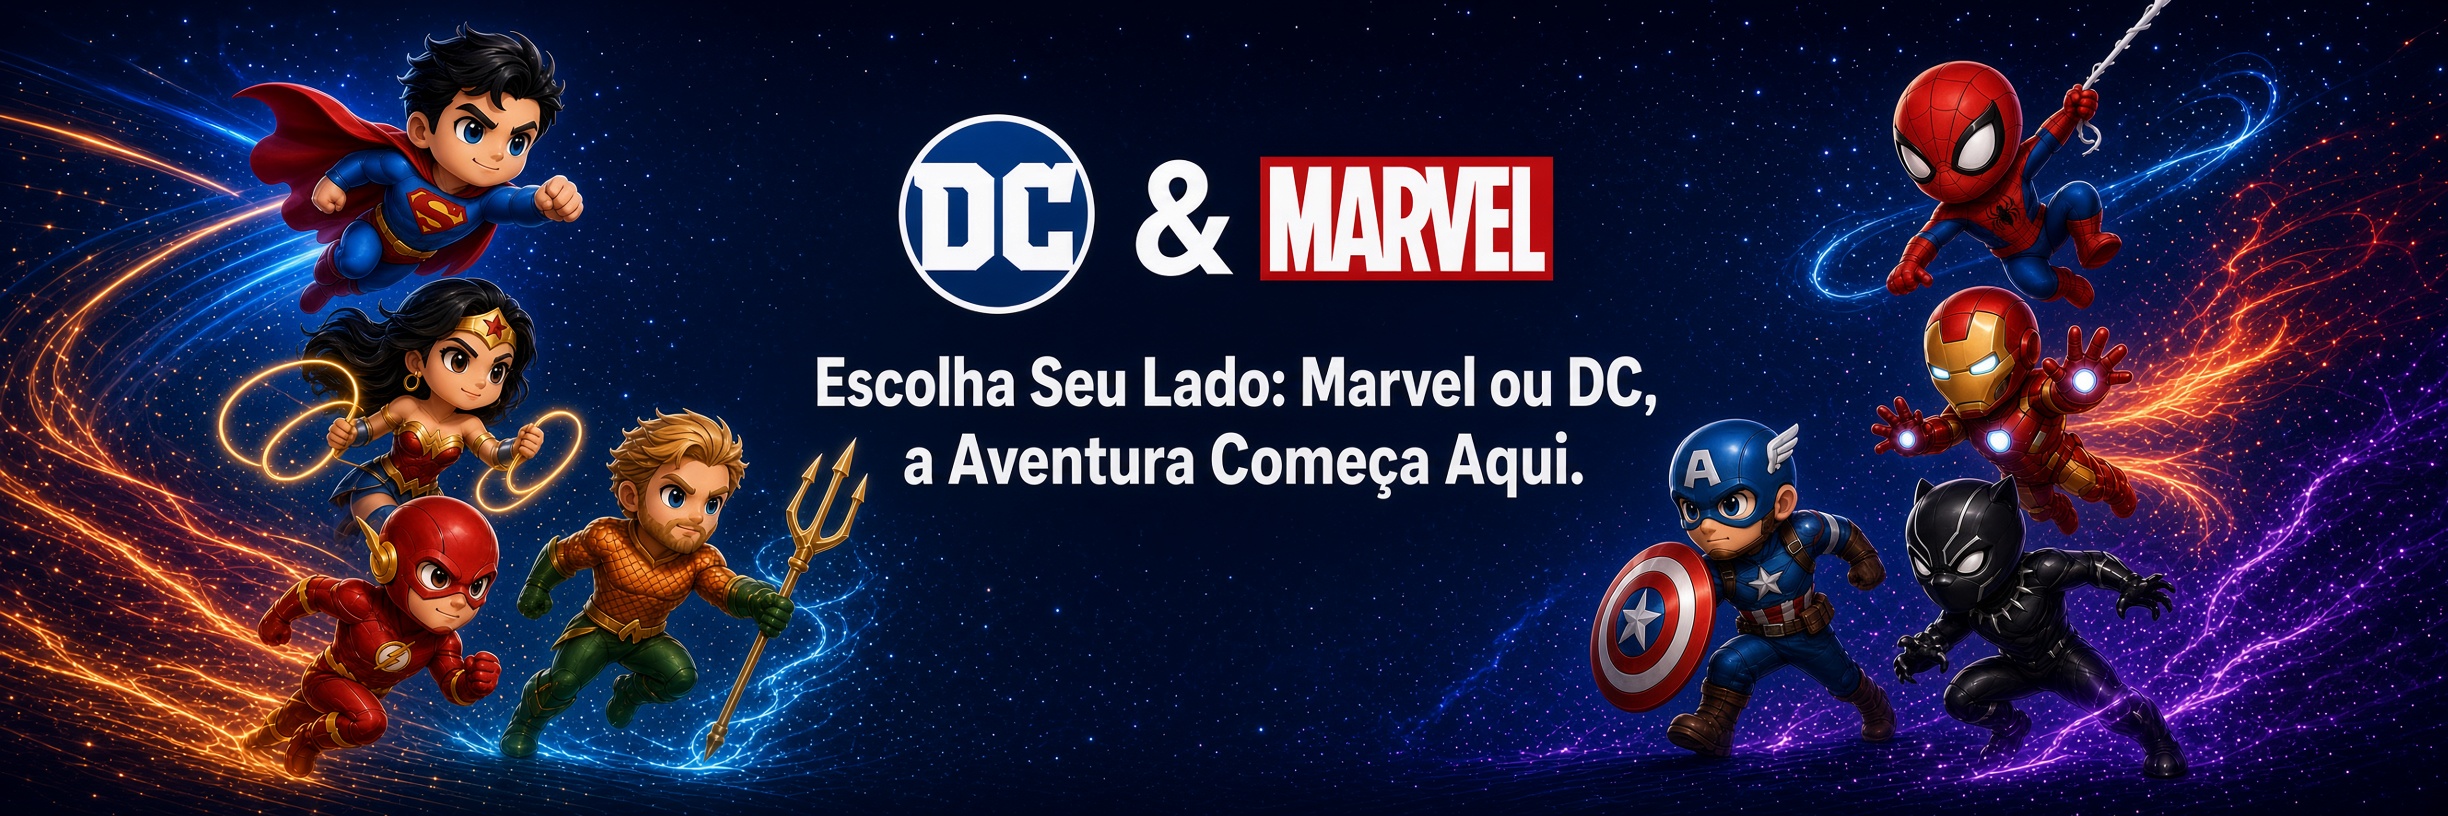 DC & MARVEL
Escolha Seu Lado: Marvel ou DC,
a Aventura Começa Aqui.
A